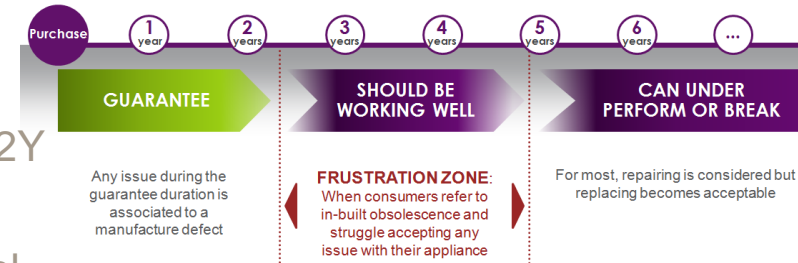 Purchase
1
year
2
years
3
years
4
years
5
years
6
years
...
GUARANTEE
SHOULD BE
WORKING WELL
CAN UNDER
PERFORM OR BREAK
2Y
Any issue during the
guarantee duration is
associated to a
manufacture defect
FRUSTRATION ZONE:
When consumers refer to
in-built obsolescence and
struggle accepting any
issue with their appliance
For most, repairing is considered but
replacing becomes acceptable